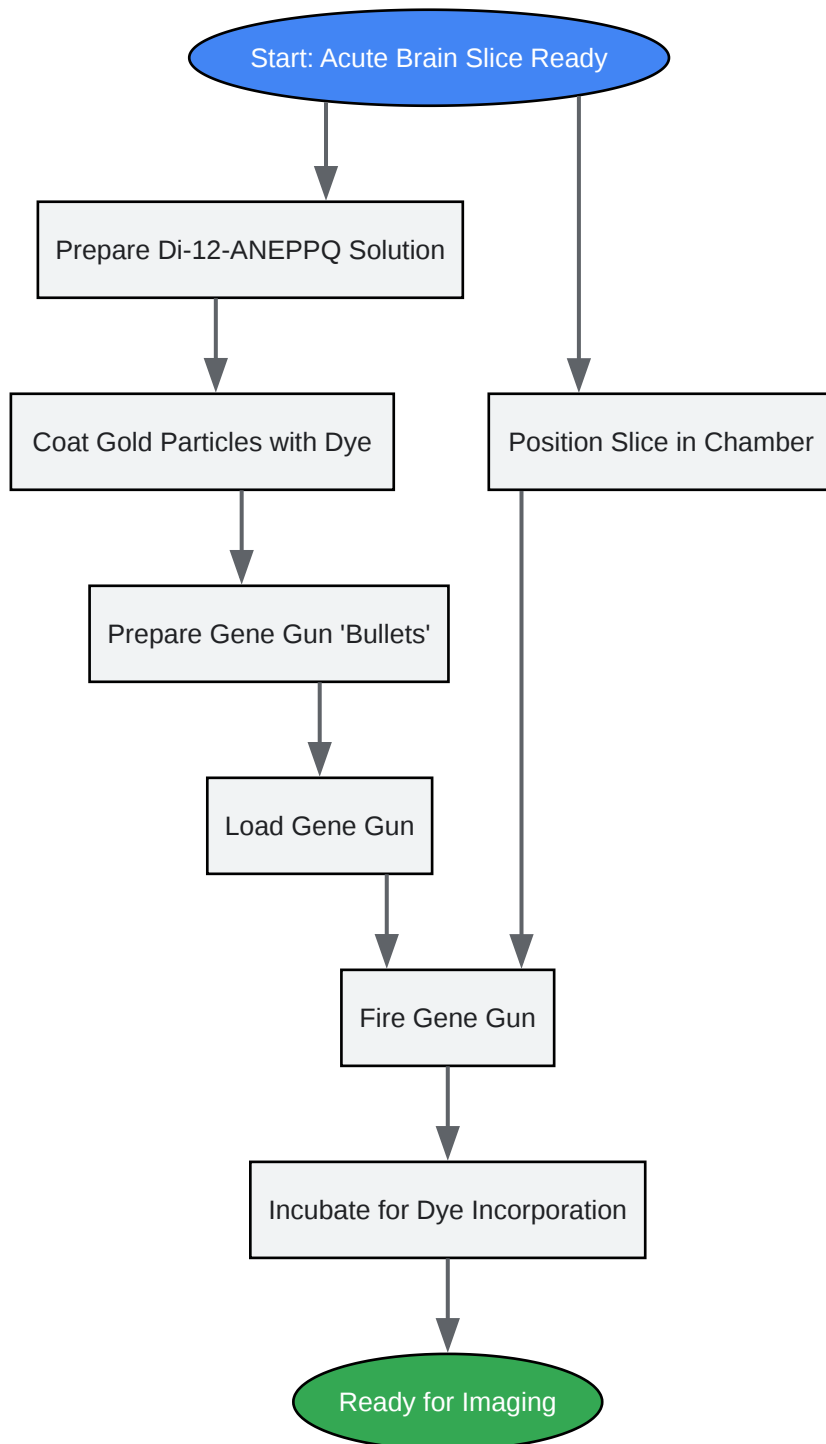 Start: Acute Brain Slice Ready
Prepare Di-12-ANEPPQ Solution
Coat Gold Particles with Dye
Position Slice in Chamber
Prepare Gene Gun 'Bullets'
Load Gene Gun
Fire Gene Gun
Incubate for Dye Incorporation
Ready for Imaging